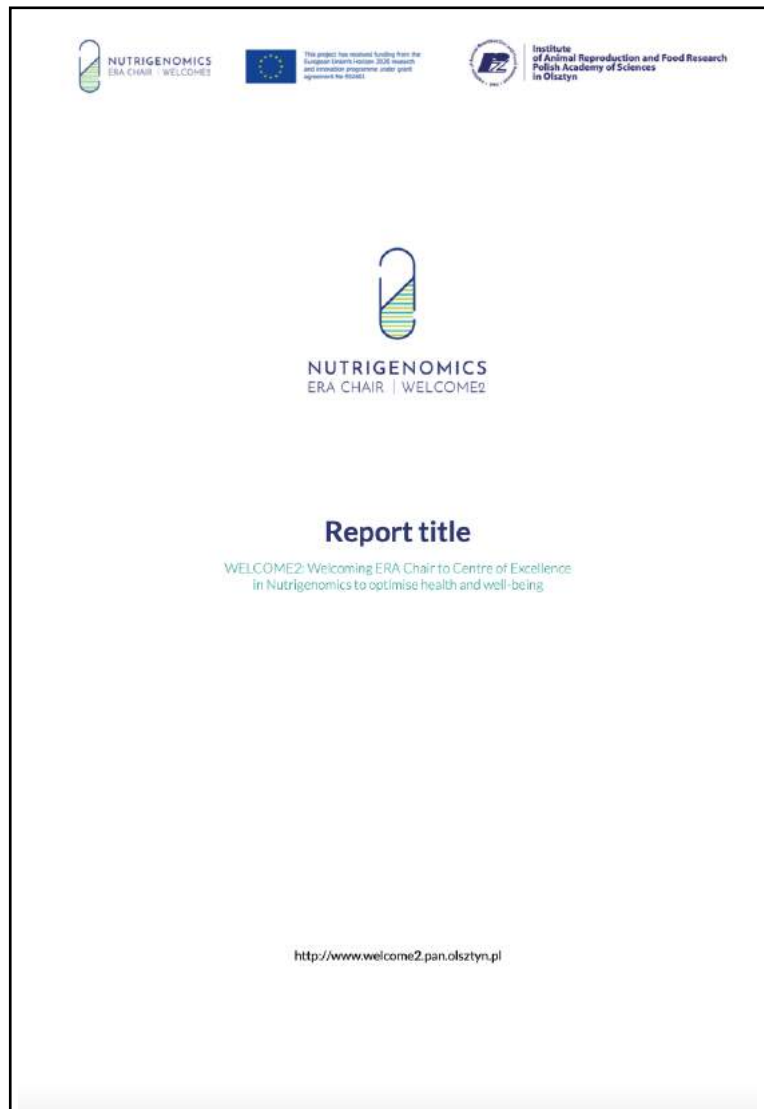 NUTRIGENOMICS
ERA CHAIR | WELCOME2
This project has received funding from the
European Union's Horizon 2020 research
and innovation programme under grant
agreement No
Institute
of Animal Reproduction and Food Research
Polish Academy of Sciences
in Olsztyn
NUTRIGENOMICS
ERA CHAIR | WELCOME2
Report title
WELCOME2: Welcoming ERA Chair to Centre of Excellence
in Nutrigenomics to optimise health and well-being
http://www.welcome2.pan.olsztyn.pl